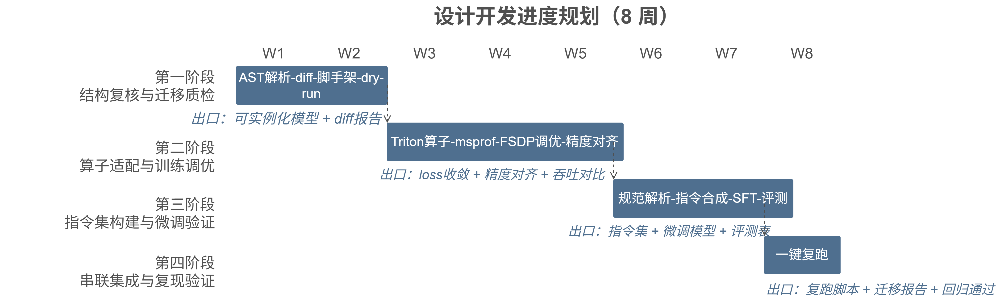 设计开发进度规划（8 周）
W1 W2 W3 W4 W5 W6 W7 W8
第一阶段
结构复核与迁移质检
AST解析-diff-脚手架-dry-
run
出口：可实例化模型 + diff报告
第二阶段
算子适配与训练调优
Triton算子-msprof-FSDP调优-精度对齐
出口：loss收敛 + 精度对齐 + 吞吐对比
第三阶段
指令集构建与微调验证
规范解析-指令合成-SFT-评测
出口：指令集 + 微调模型 + 评测表
第四阶段
串联集成与复现验证
一键复跑
出口：复跑脚本 + 迁移报告 + 回归通过